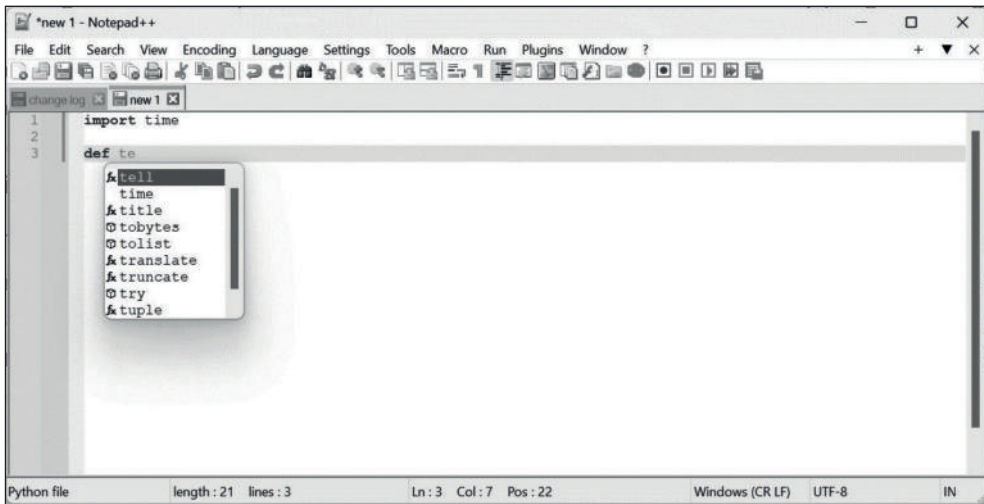 *new 1 - Notepad++
File Edit Search View Encoding Language Settings Tools Macro Run Plugins Window ?
change log new 1
1 import time
2
3 def te
tell
time
title
tobytes
tolist
translate
truncate
try
tuple
Python file length : 21 lines : 3 Ln : 3 Col : 7 Pos : 22 Windows (CR LF) UTF-8 IN